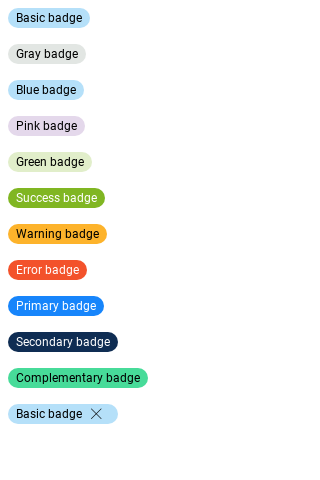 Basic badge
Gray badge
Blue badge
Pink badge
Green badge
Success badge
Warning badge
Error badge
Primary badge
Secondary badge
Complementary badge
Basic badge